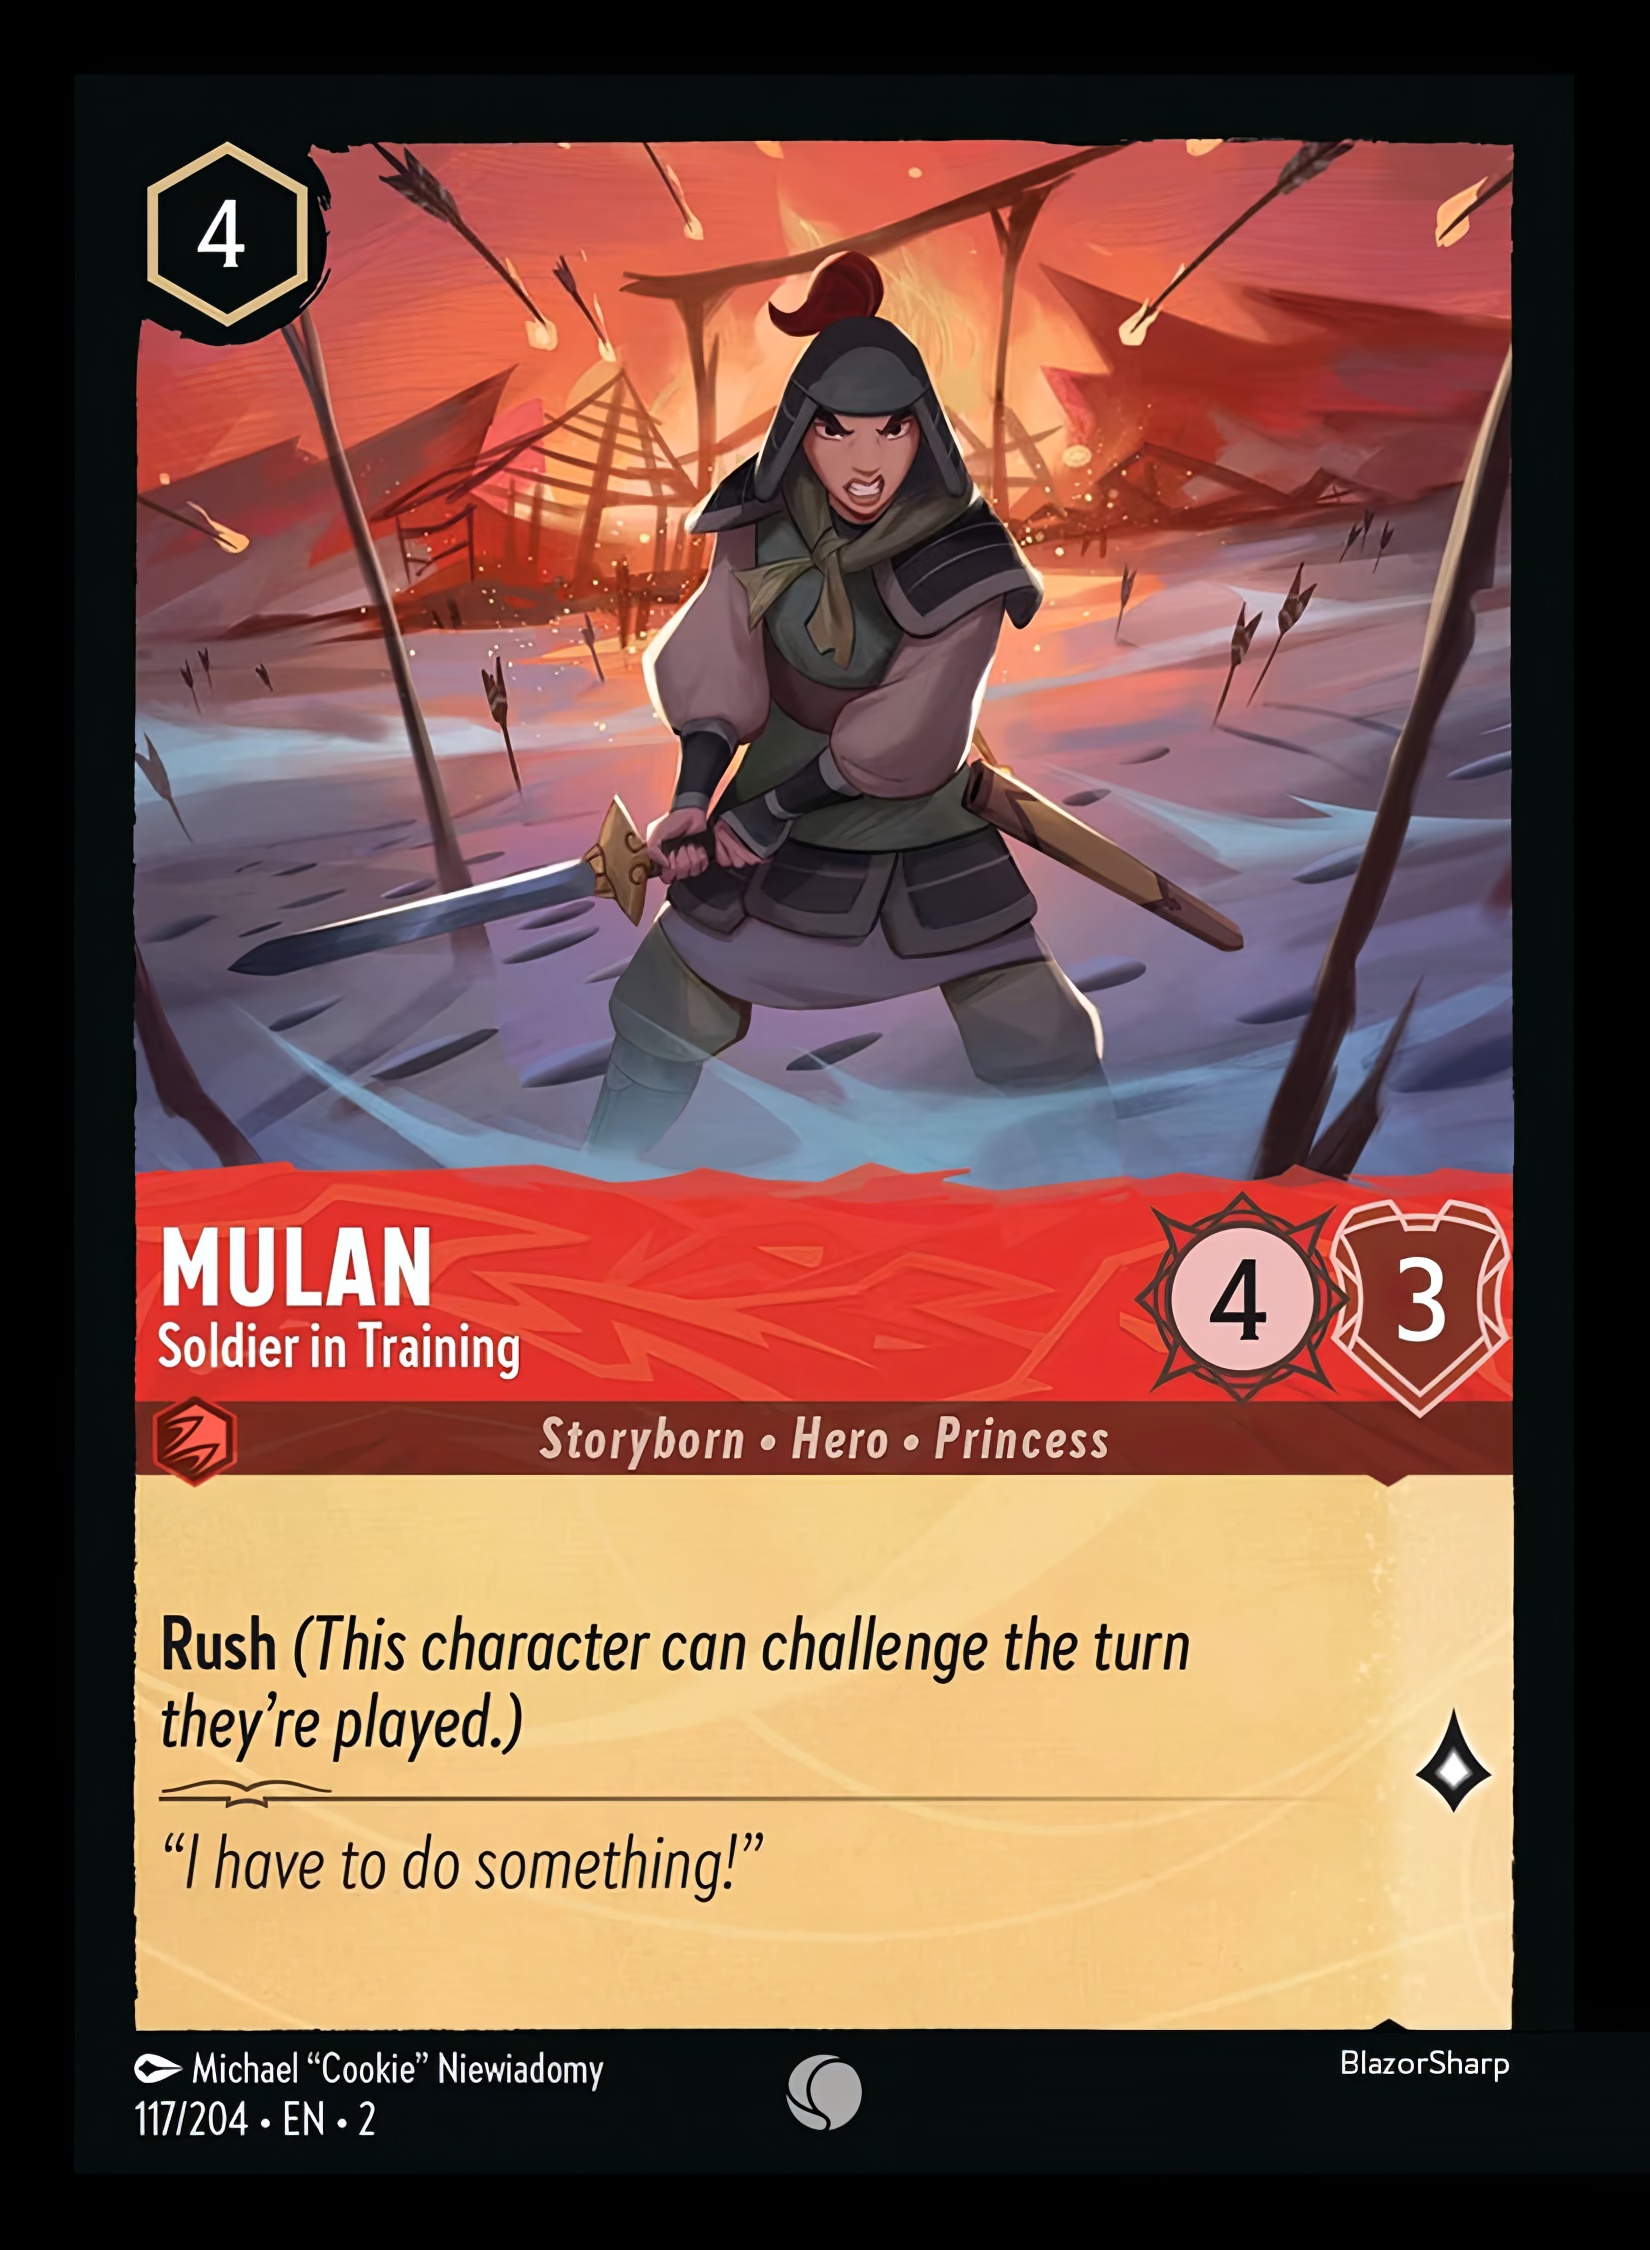 4
MULAN
Soldier in Training
4
3
Storyborn • Hero • Princess
Rush (This character can challenge the turn
they’re played.)
“I have to do something!”
Michael “Cookie” Niewiadomy
BlazorSharp
117/204 • EN • 2